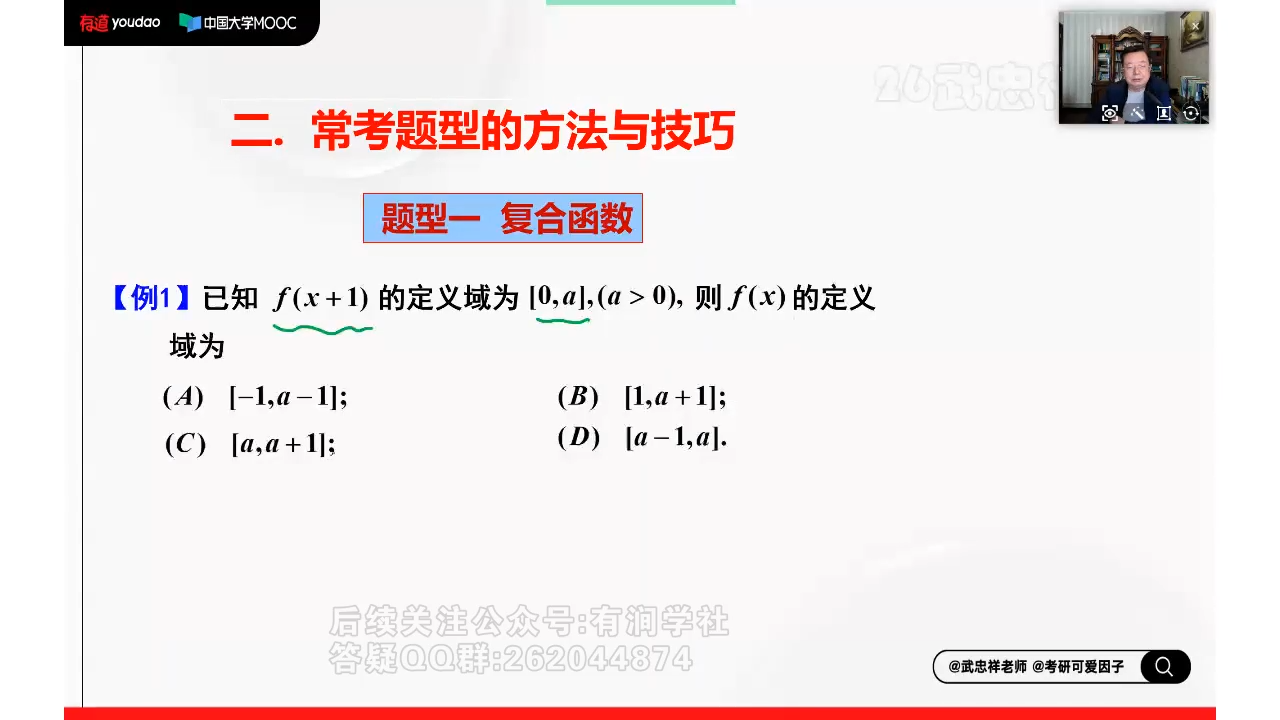 有道 youdao 中国大学MOOC
26武忠祥
二. 常考题型的方法与技巧
题型一 复合函数
【例1】已知 f(x+1) 的定义域为 [0,a],(a>0), 则 f(x) 的定义
域为
(A) [−1,a−1]; (B) [1,a+1];
(C) [a,a+1]; (D) [a−1,a].
后续关注公众号:有润学社
答疑QQ群:262044874
@武忠祥老师 @考研可爱因子